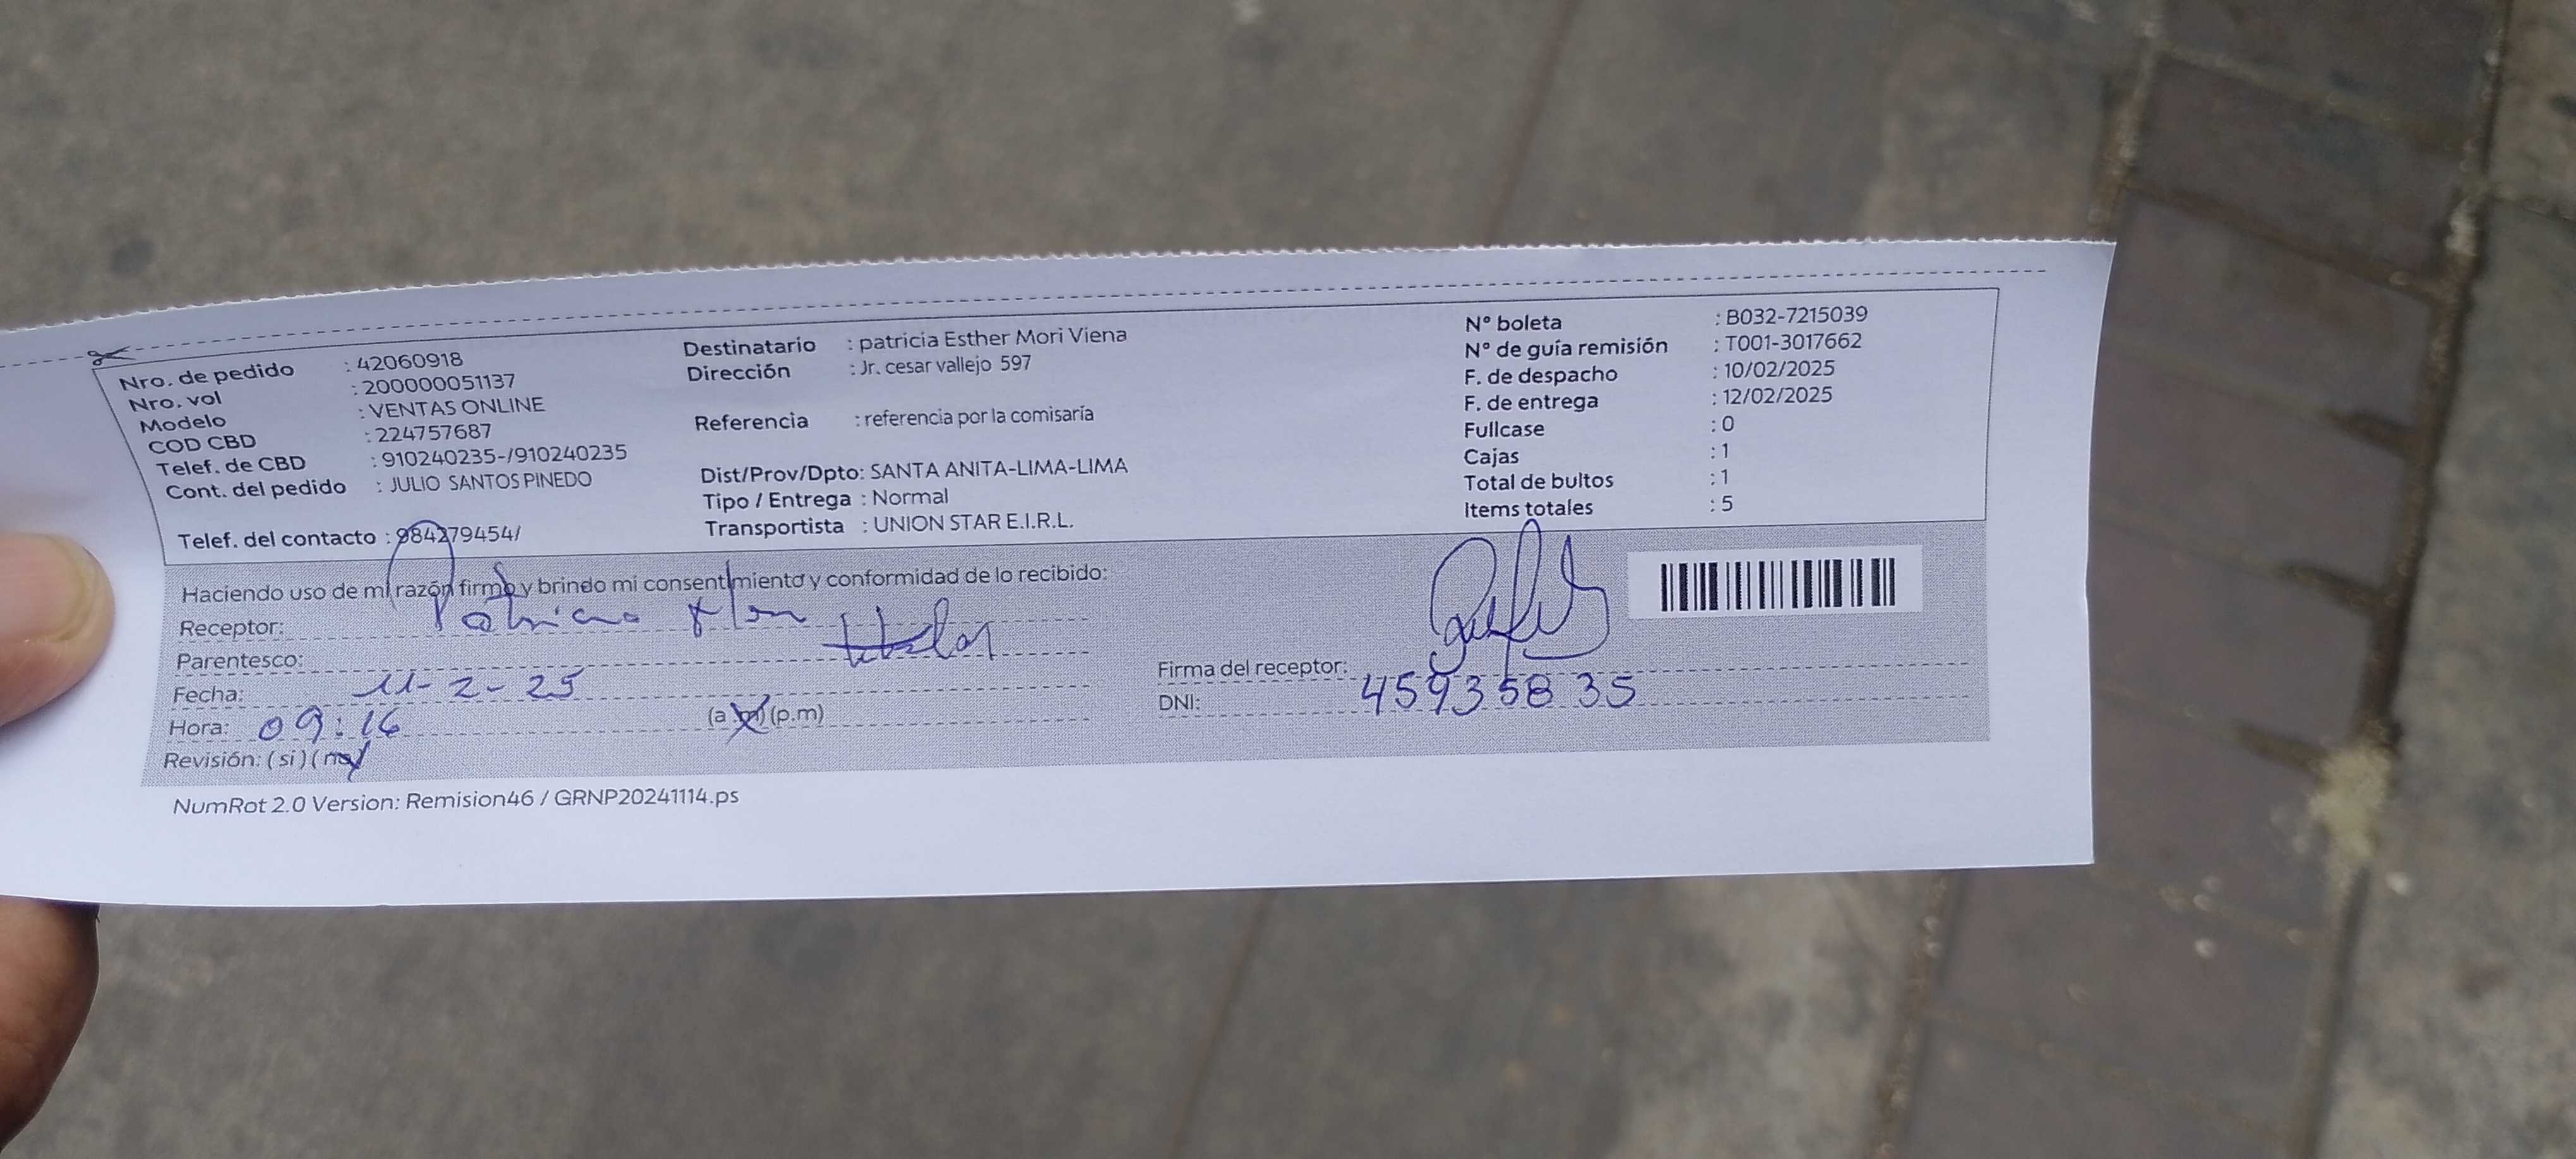 Nro. de pedido : 42060918
Nro. vol : 200000051137
Modelo : VENTAS ONLINE
COD CBD : 224757687
Telef. de CBD : 910240235-/910240235
Cont. del pedido : JULIO SANTOS PINEDO
Telef. del contacto : 984279454/
Destinatario : patricia Esther Mori Viena
Dirección : Jr. cesar vallejo 597
Referencia : referencia por la comisaría
Dist/Prov/Dpto: SANTA ANITA-LIMA-LIMA
Tipo / Entrega : Normal
Transportista : UNION STAR E.I.R.L.
N° boleta : B032-7215039
N° de guía remisión : T001-3017662
F. de despacho : 10/02/2025
F. de entrega : 12/02/2025
Fullcase : 0
Cajas : 1
Total de bultos : 1
Items totales : 5
Haciendo uso de mi razón firmo y brindo mi consentimiento y conformidad de lo recibido:
Receptor: Patricia Mori
Parentesco: titular
Fecha: 11-2-25
Hora: 09:16 (a.m) (p.m)
Revisión: (si) (no)
Firma del receptor:
DNI: 45935835
NumRot 2.0 Version: Remision46 / GRNP20241114.ps